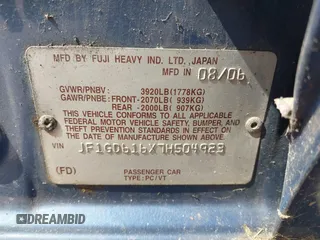 MFD BY FUJI HEAVY IND. LTD., JAPAN
MFD IN 08/06
GVWR/PNBV: 3920LB(1778KG)
GAWR/PNBE: FRONT-2070LB( 939KG)
REAR -2000LB( 907KG)
THIS VEHICLE CONFORMS TO ALL APPLICABLE
FEDERAL MOTOR VEHICLE SAFETY, BUMPER, AND
THEFT PREVENTION STANDARDS IN EFFECT ON
THE DATE OF MANUFACTURE SHOWN ABOVE.
VIN JF1GD616X7H504923
(FD) PASSENGER CAR
TYPE: PC/VT
DREAMBID